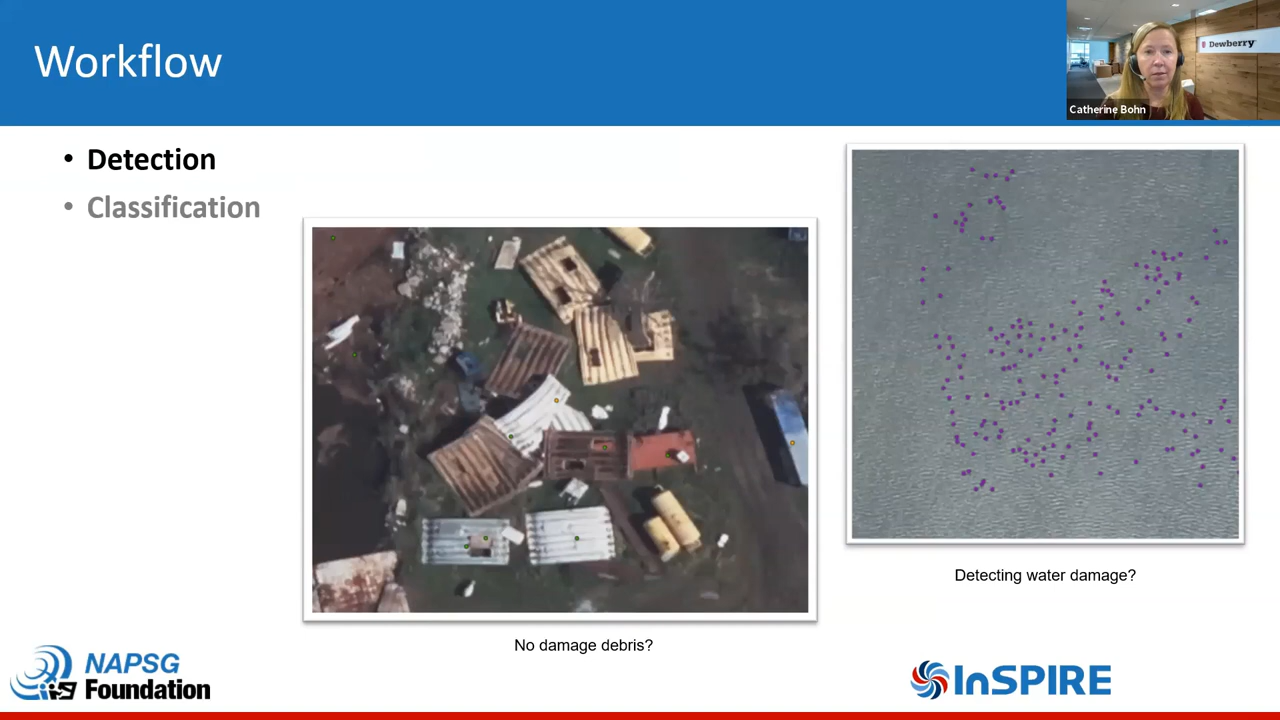 Workflow
Dewberry
Catherine Bohn
• Detection
• Classification
Detecting water damage?
No damage debris?
NAPSG
Foundation
InSPIRE